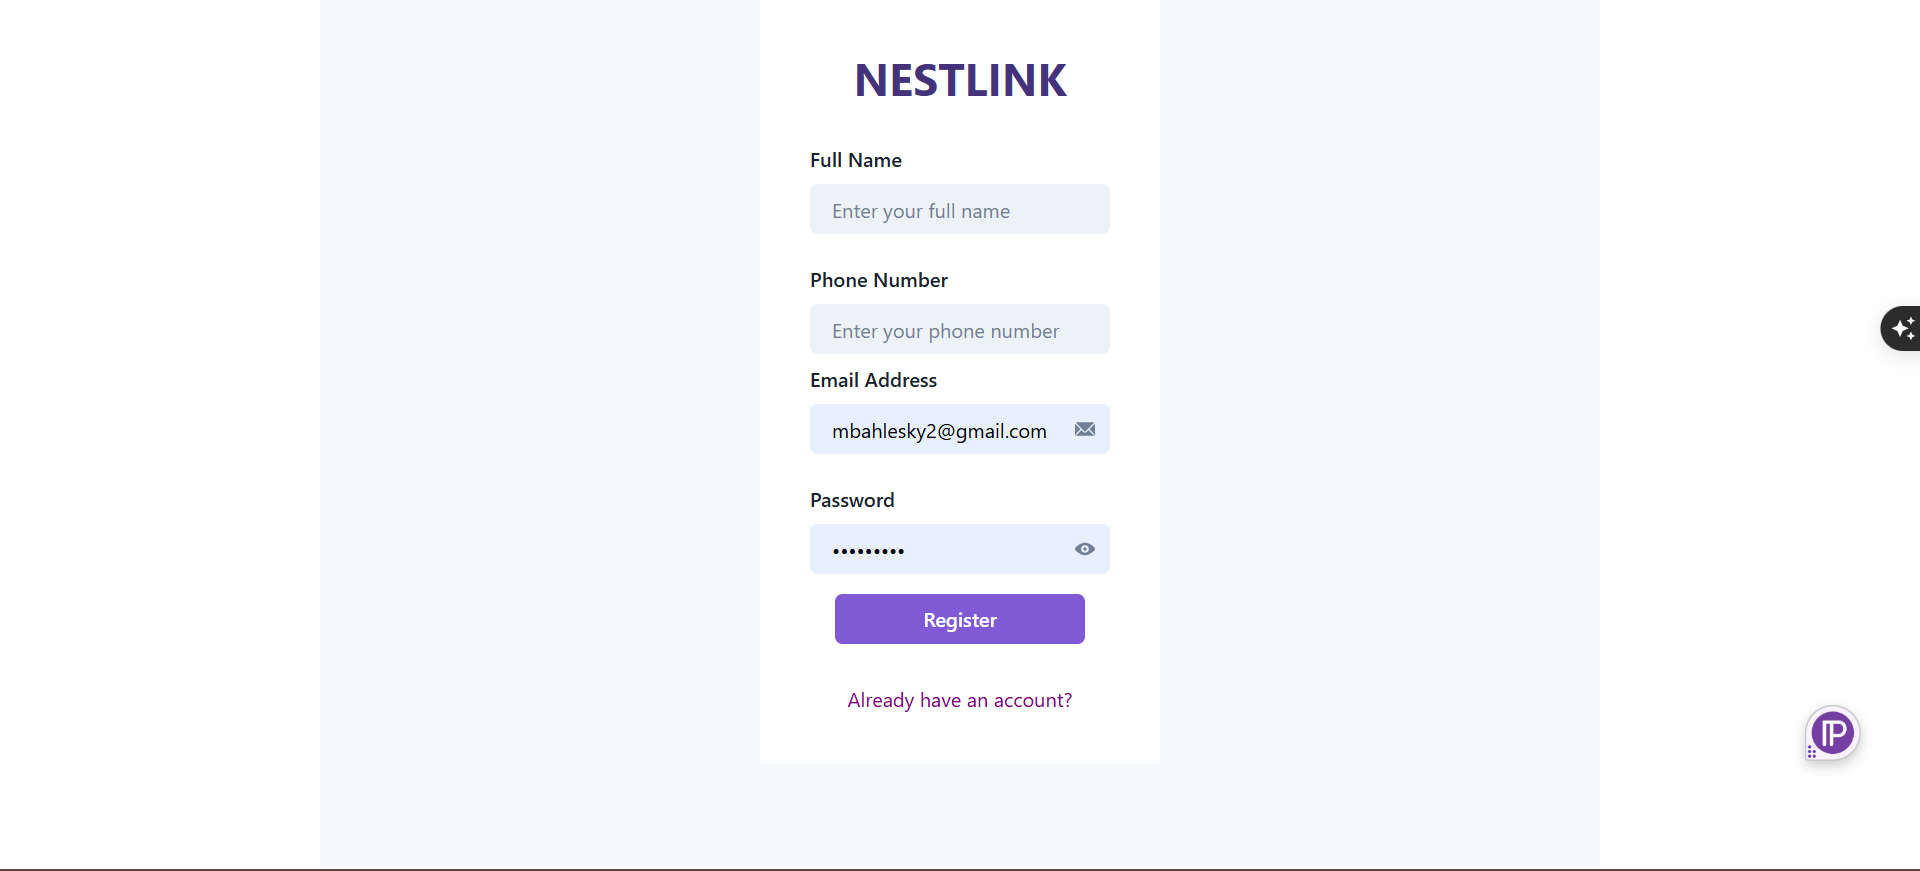 NESTLINK
Full Name
Enter your full name
Phone Number
Enter your phone number
Email Address
mbahlesky2@gmail.com
Password
•••••••••
Register
Already have an account?